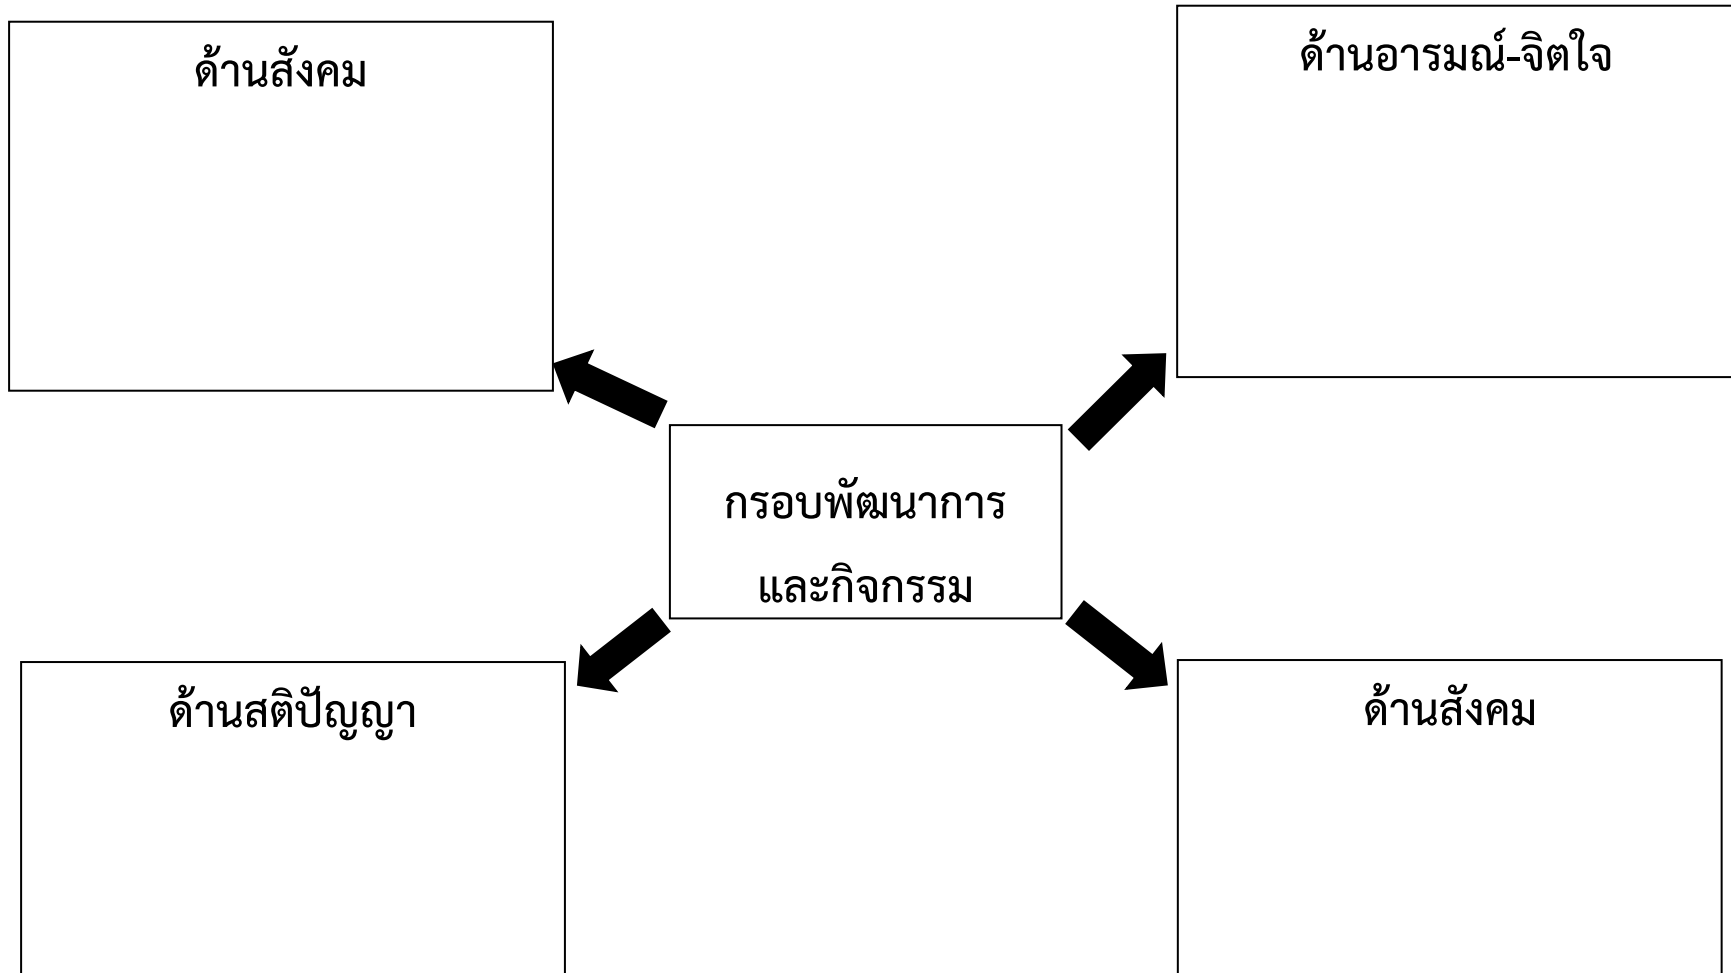 ด้านสังคม
ด้านอารมณ์-จิตใจ
กรอบพัฒนาการ
และกิจกรรม
ด้านสติปัญญา
ด้านสังคม